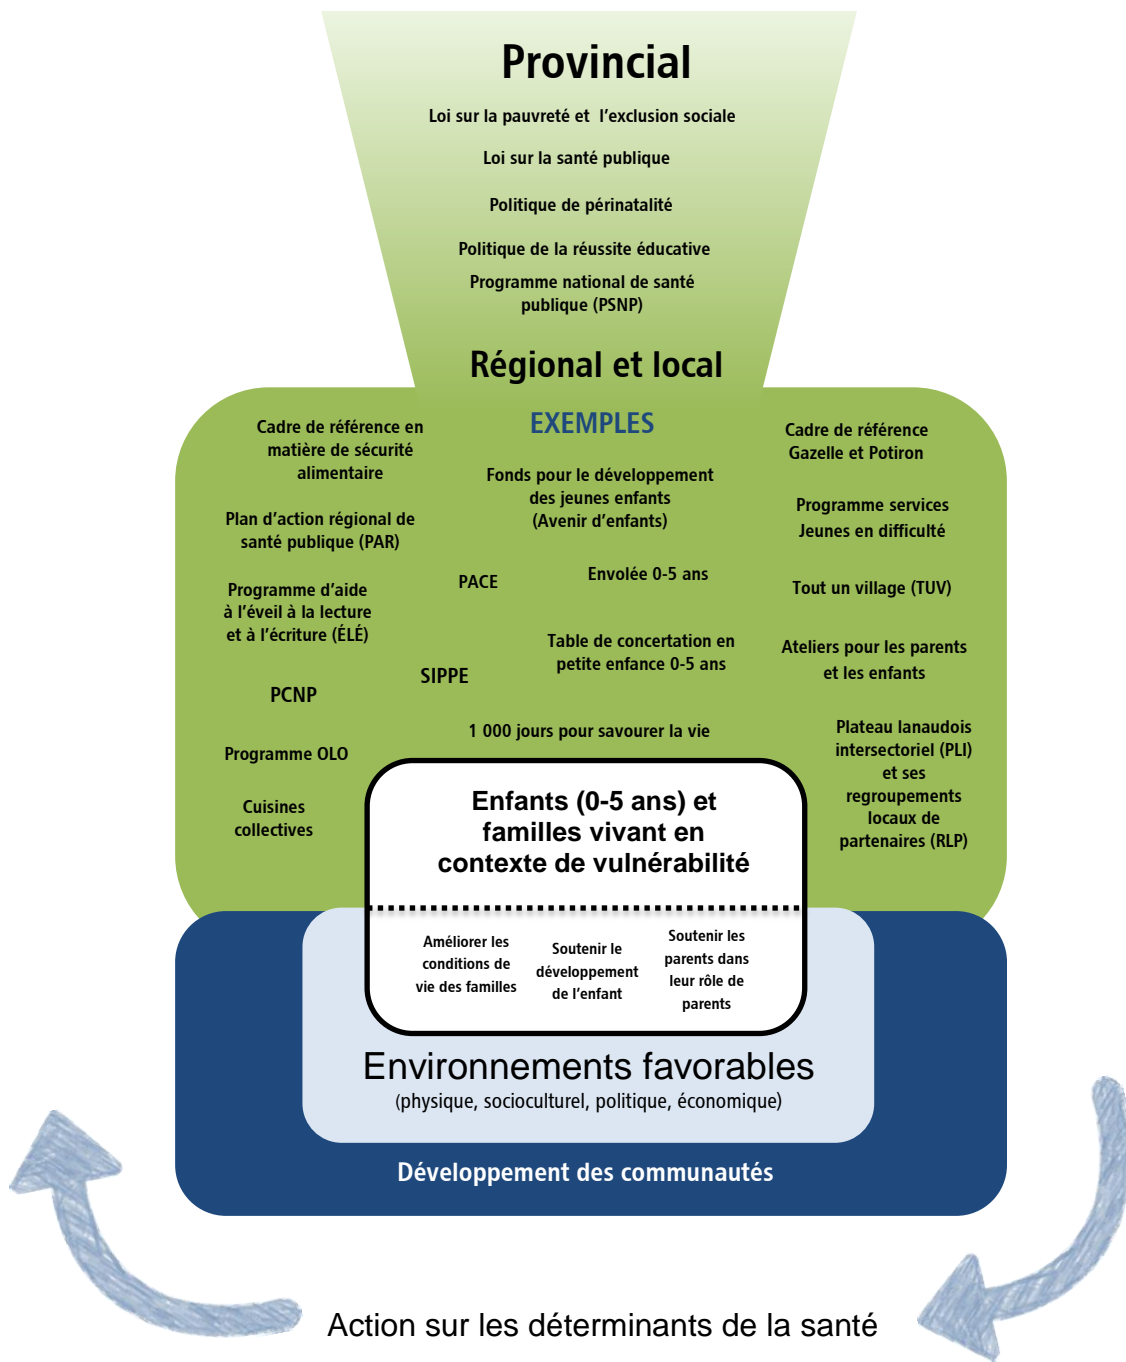 Provincial
Loi sur la pauvreté et l'exclusion sociale
Loi sur la santé publique
Politique de périnatalité
Politique de la réussite éducative
Programme national de santé
publique (PSNP)
Régional et local
EXEMPLES
Cadre de référence en
matière de sécurité
alimentaire
Plan d'action régional de
santé publique (PAR)
Programme d'aide
à l'éveil à la lecture
et à l'écriture (ÉLÉ)
PCNP
Programme OLO
Cuisines
collectives
Fonds pour le développement
des jeunes enfants
(Avenir d'enfants)
PACE
Envolée 0-5 ans
Table de concertation en
petite enfance 0-5 ans
SIPPE
1 000 jours pour savourer la vie
Cadre de référence
Gazelle et Potiron
Programme services
Jeunes en difficulté
Tout un village (TUV)
Ateliers pour les parents
et les enfants
Plateau lanaudois
intersectoriel (PLI)
et ses
regroupements
locaux de
partenaires (RLP)
Enfants (0-5 ans) et
familles vivant en
contexte de vulnérabilité
Améliorer les
conditions de
vie des familles
Soutenir le
développement
de l'enfant
Soutenir les
parents dans
leur rôle de
parents
Environnements favorables
(physique, socioculturel, politique, économique)
Développement des communautés
Action sur les déterminants de la santé